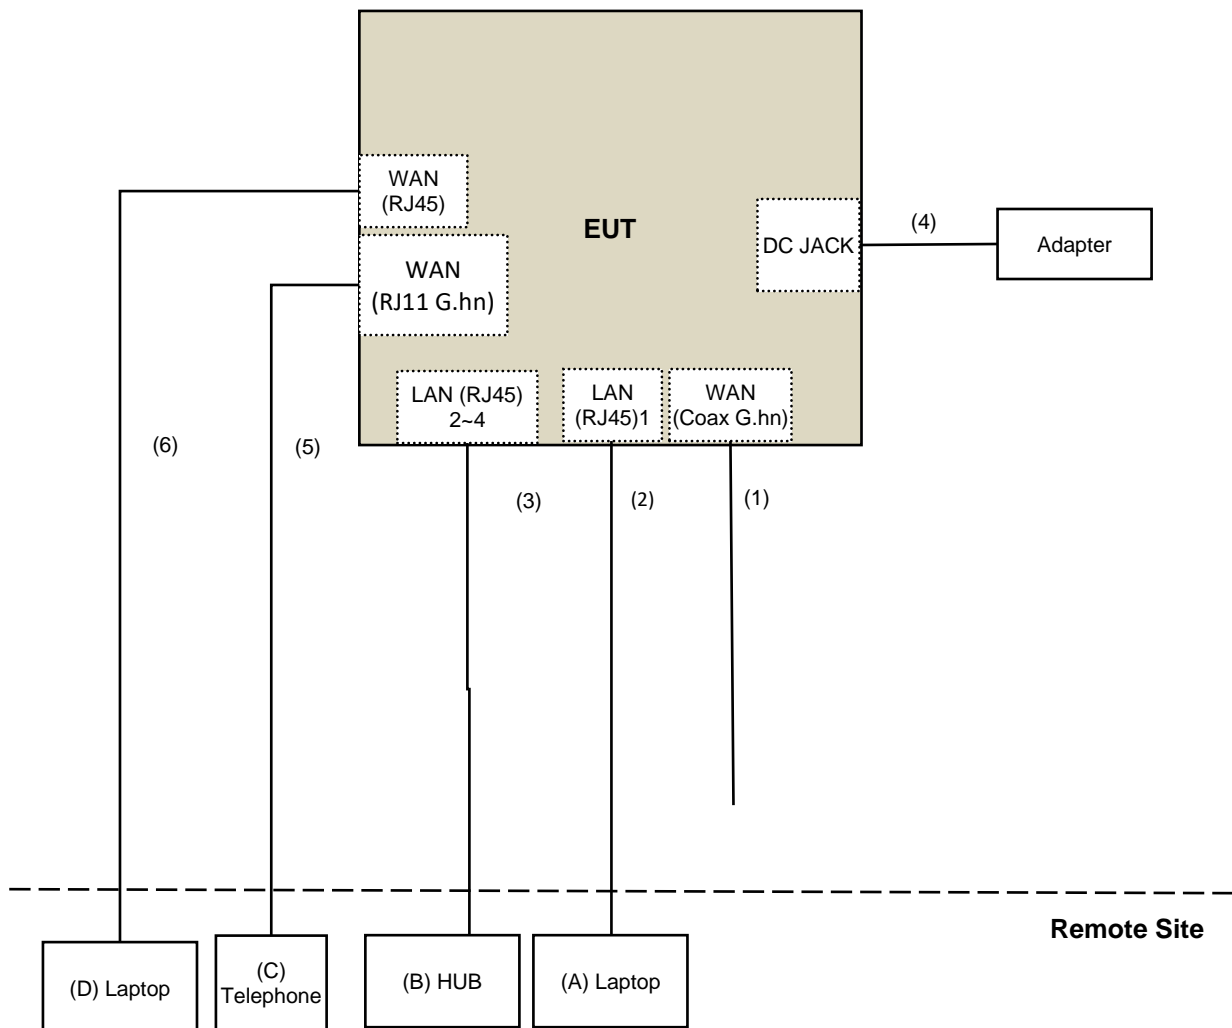 WAN
(RJ45)
EUT
DC JACK
(4)
Adapter
WAN
(RJ11 G.hn)
LAN (RJ45)
2~4
LAN
(RJ45)1
WAN
(Coax G.hn)
(6)
(5)
(3)
(2)
(1)
Remote Site
(D) Laptop
(C)
Telephone
(B) HUB
(A) Laptop